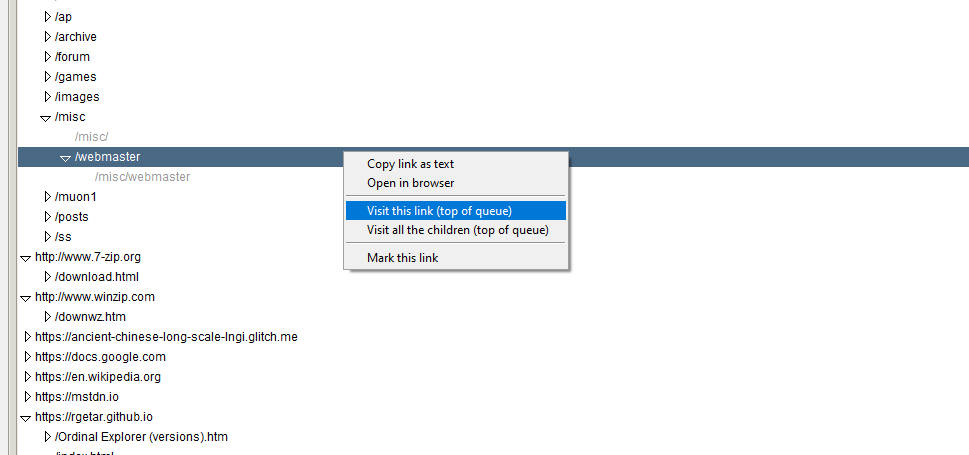 /ap
/archive
/forum
/games
/images
/misc
/misc/
/webmaster
/misc/webmaster
Copy link as text
Open in browser
Visit this link (top of queue)
Visit all the children (top of queue)
Mark this link
/muon1
/posts
/ss
http://www.7-zip.org
/download.html
http://www.winzip.com
/downwz.htm
https://ancient-chinese-long-scale-lngi.glitch.me
https://docs.google.com
https://en.wikipedia.org
https://mstdn.io
https://rgetar.github.io
/Ordinal Explorer (versions).htm
/index.html